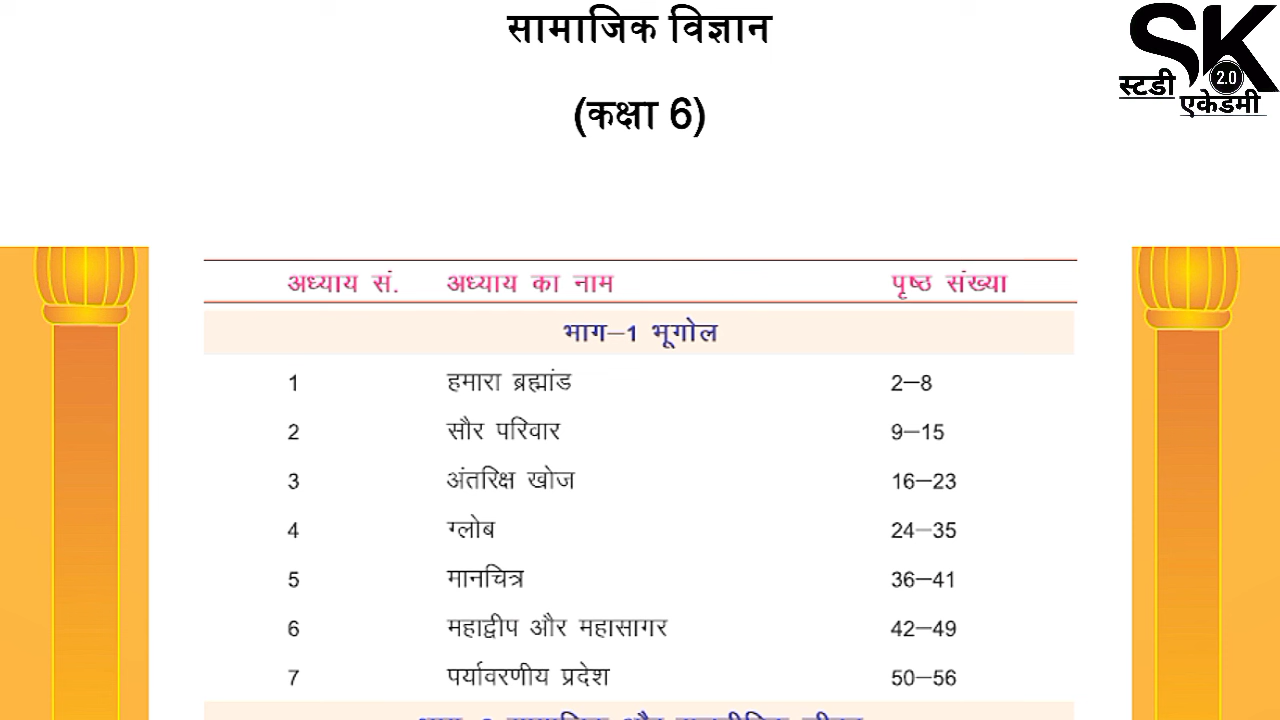 सामाजिक विज्ञान
(कक्षा 6)
SK
2.0
स्टडी
एकेडमी
अध्याय सं. अध्याय का नाम पृष्ठ संख्या
भाग–1 भूगोल
1 हमारा ब्रह्मांड 2–8
2 सौर परिवार 9–15
3 अंतरिक्ष खोज 16–23
4 ग्लोब 24–35
5 मानचित्र 36–41
6 महाद्वीप और महासागर 42–49
7 पर्यावरणीय प्रदेश 50–56